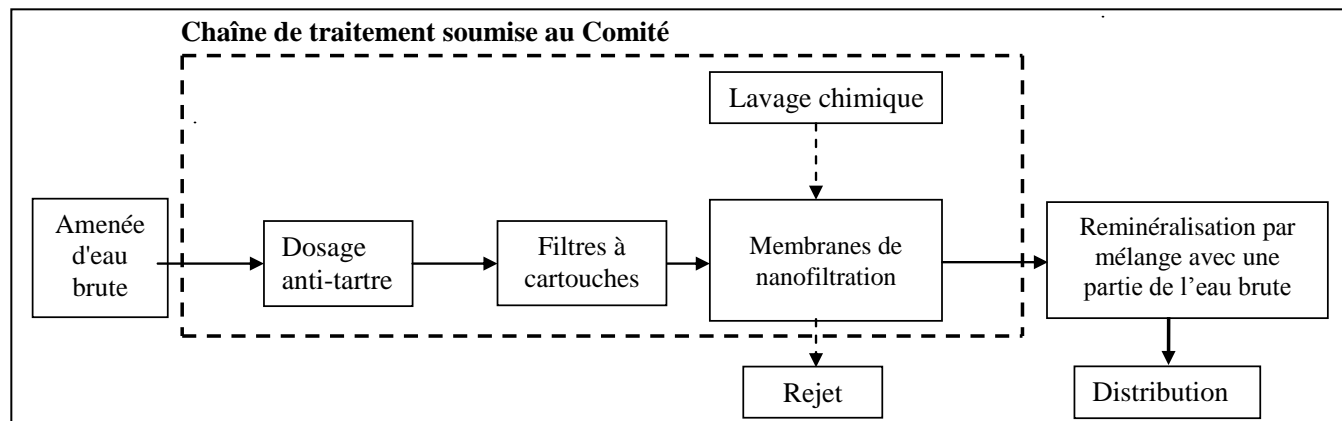 Chaîne de traitement soumise au Comité
Lavage chimique
Amenée
d'eau
brute
Dosage
anti-tartre
Filtres à
cartouches
Membranes de
nanofiltration
Reminéralisation par
mélange avec une
partie de l’eau brute
Rejet
Distribution